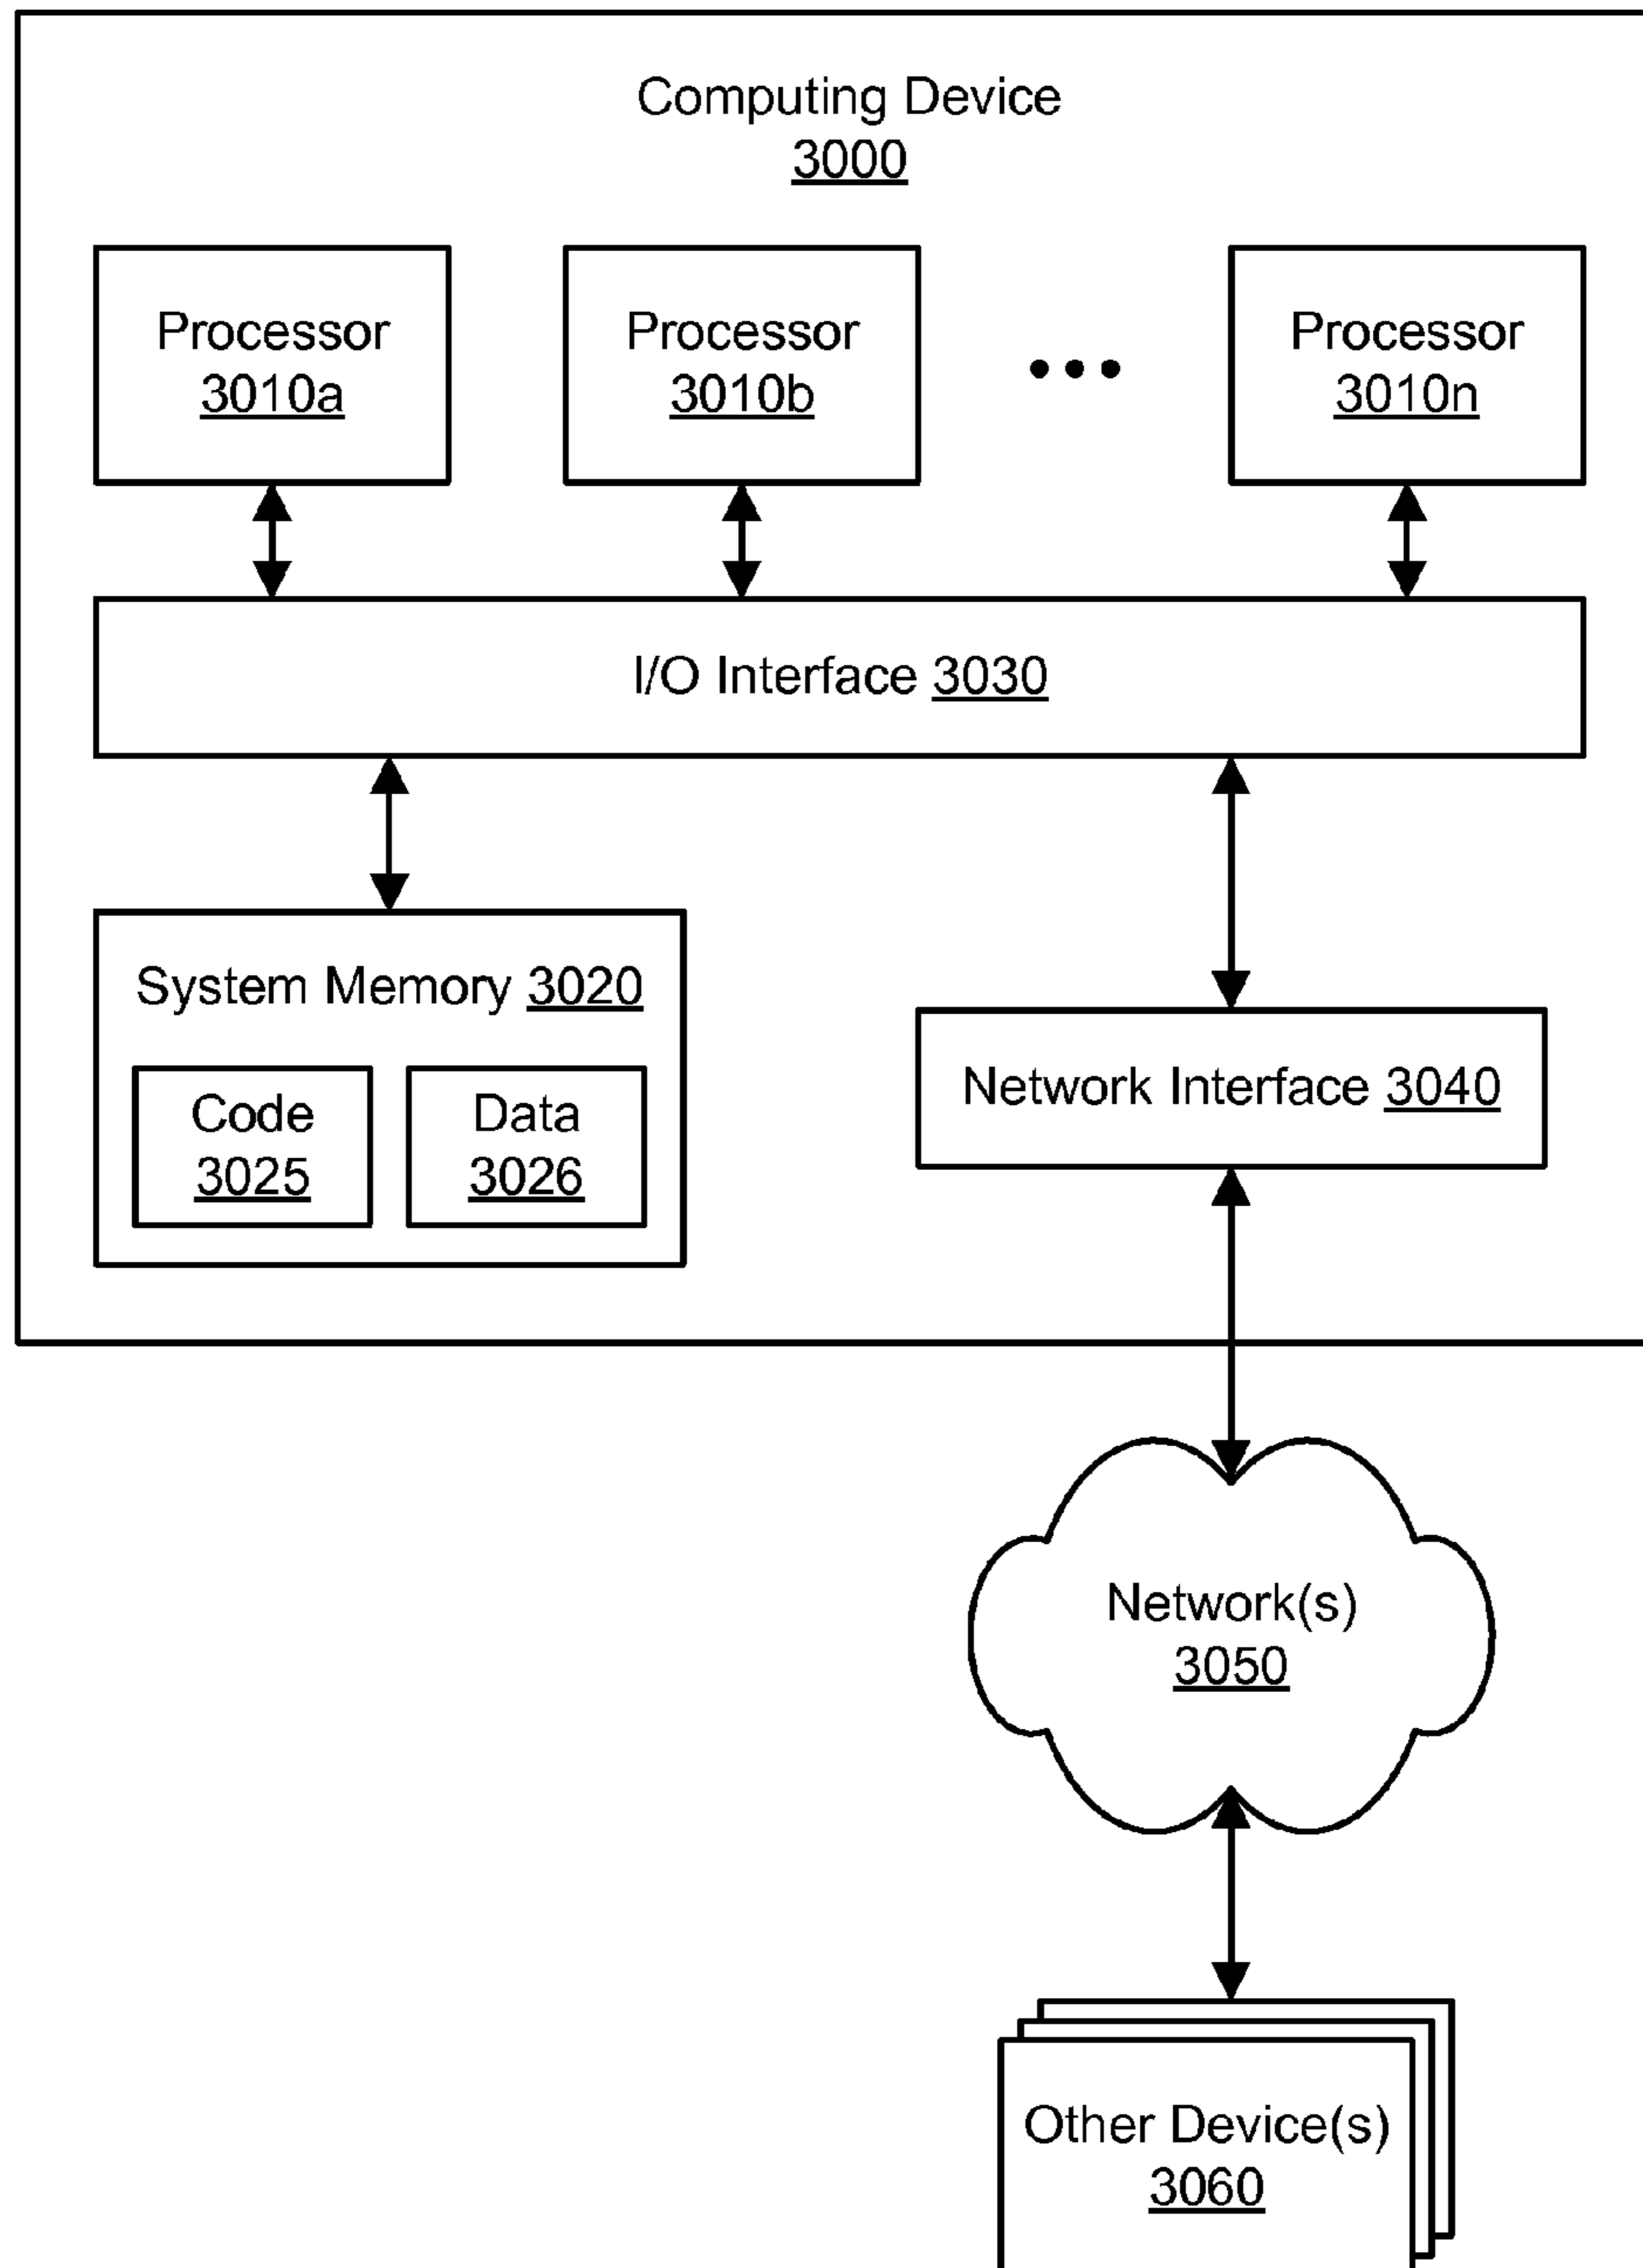 Computing Device
3000
Processor
3010a
Processor
3010b
Processor
3010n
I/O Interface 3030
System Memory 3020
Code
3025
Data
3026
Network Interface 3040
Network(s)
3050
Other Device(s)
3060